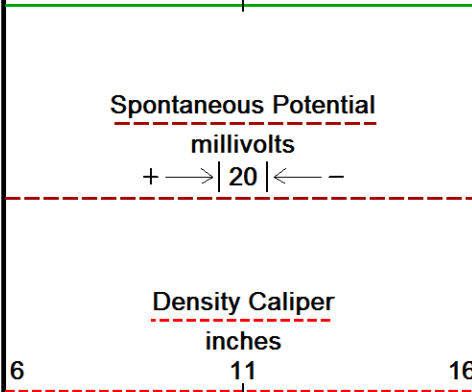 Spontaneous Potential
millivolts
+ → | 20 | ← −
Density Caliper
inches
6 11 16